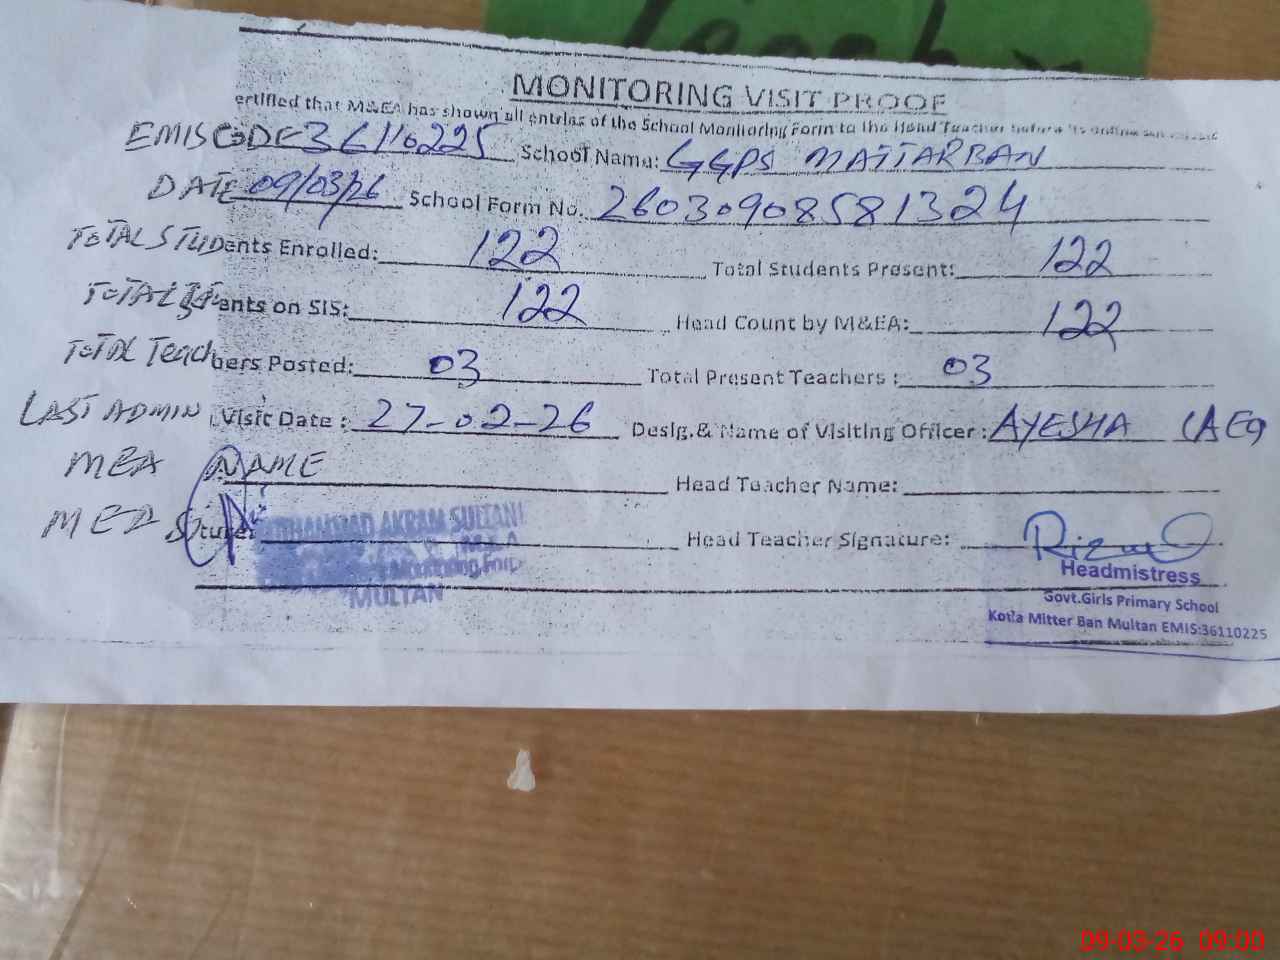 MONITORING VISIT PROOF
ertified that M&EA has shown all entries of the School Monitoring Form to the Head Teacher before its online
EMIS CODE 36110225 School Name: GGPS MATTARBAN
DATE 09/03/26 School Form No. 260309085581324
TOTAL STUDents Enrolled: 122 Total Students Present: 122
TOTAL ents on SIS: 122 Head Count by M&EA: 122
TOTAL Teachers Posted: 03 Total Present Teachers : 03
LAST ADMIN Visit Date : 27-02-26 Desig.& Name of Visiting Officer : AYESHA (AEO
MEA NAME Head Teacher Name:
MEA ture: MUHAMMAD AKRAM SULTANI Head Teacher Signature:
M.E.A
Monitoring Force
MULTAN
Headmistress
Govt.Girls Primary School
Kotla Mitter Ban Multan EMIS:36110225
09-03-26 09:00